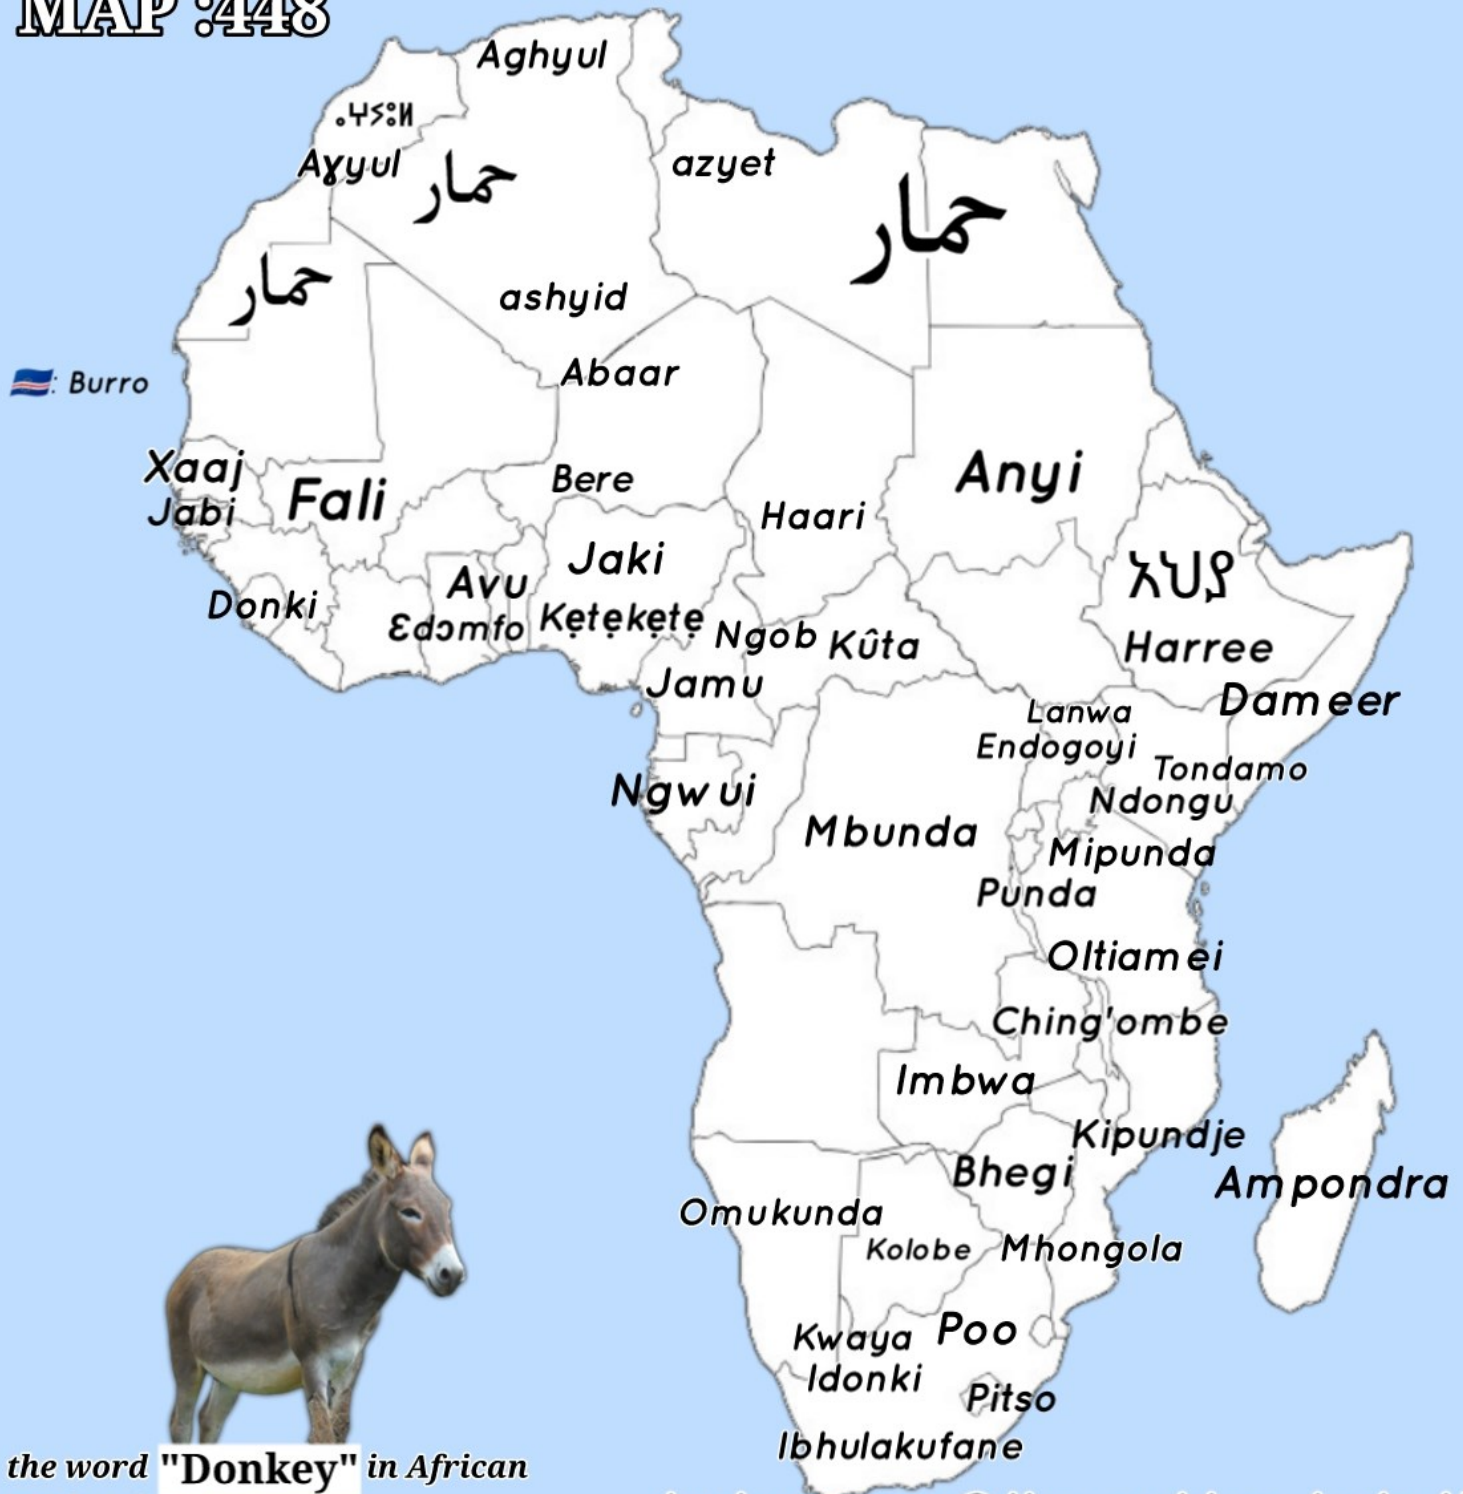 MAP :448
Aghyul
ⴰⵖⵢⵓⵍ
Aɣyul
حمار
azyet
حمار
حمار
ashyid
Abaar
: Burro
Xaaj
Jabi
Fali
Bere
Haari
Anyi
Jaki
Avu
Donki
Ɛdɔmfo
Kẹtẹkẹtẹ
Ngob
Kûta
አህያ
Harree
Jamu
Dameer
Lanwa
Endogoyi
Tondamo
Ndongu
Ngwui
Mbunda
Mipunda
Punda
Oltiamei
Ching'ombe
Imbwa
Kipundje
Bhegi
Ampondra
Omukunda
Kolobe
Mhongola
Kwaya
Poo
Idonki
Pitso
Ibhulakufane
the word "Donkey" in African